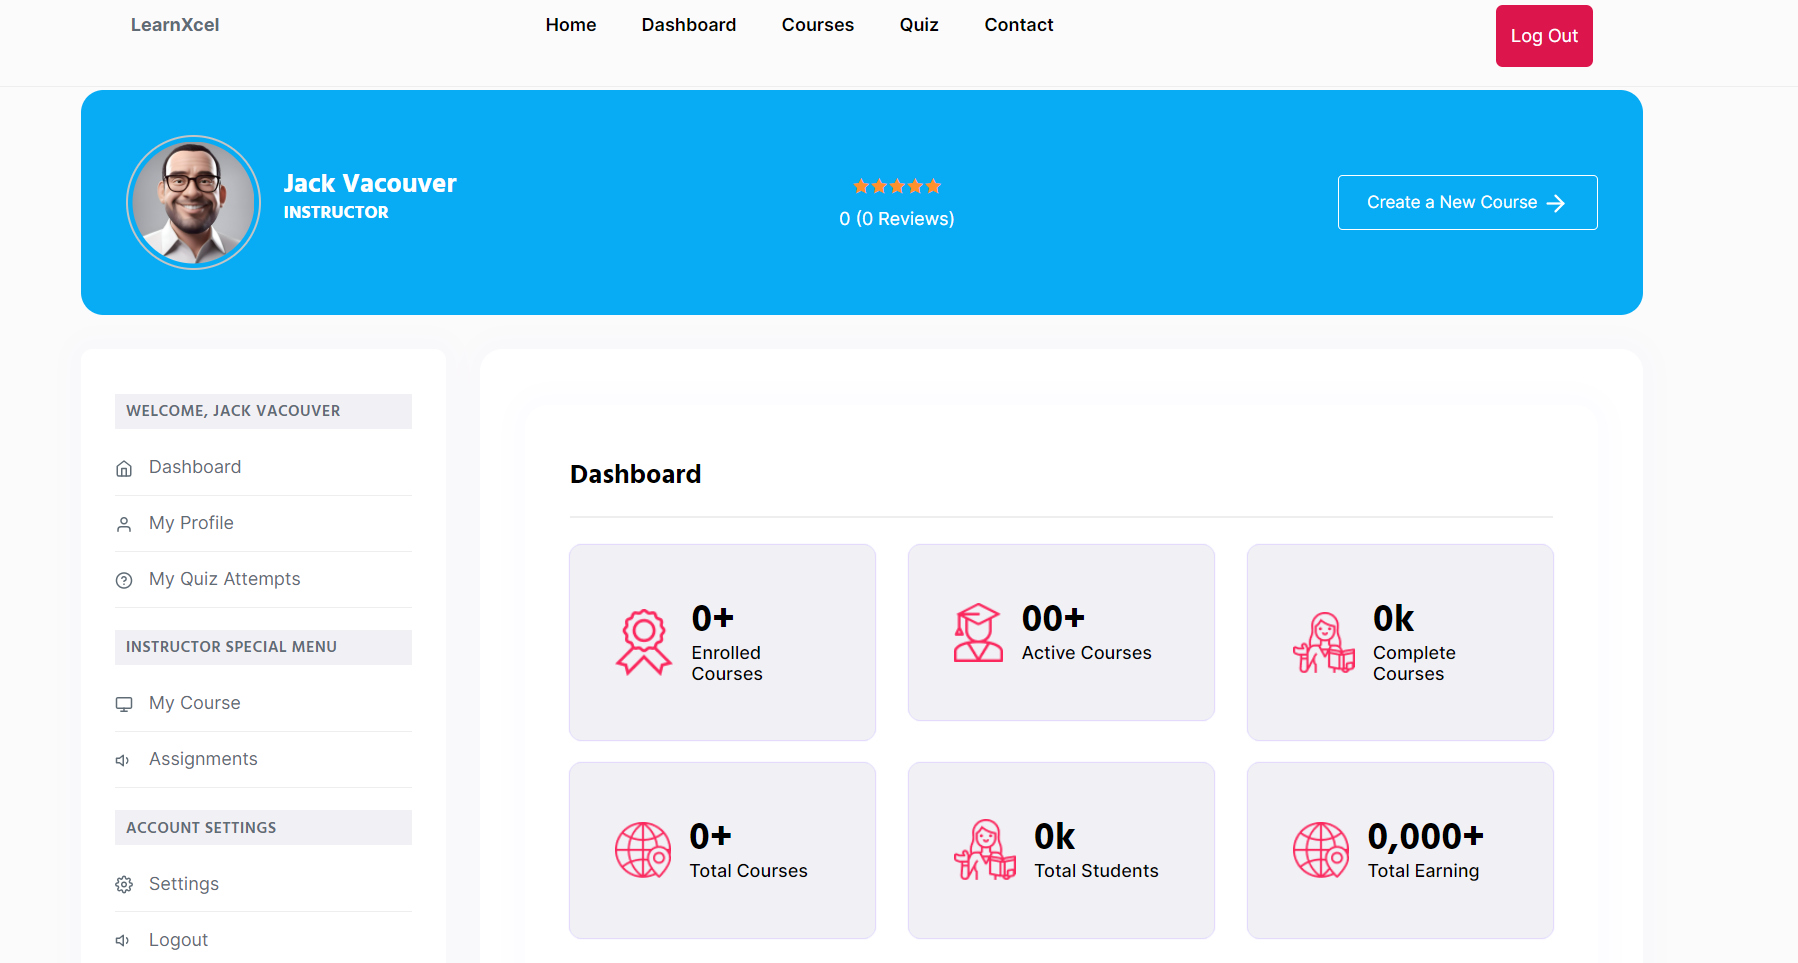 LearnXcel
Home Dashboard Courses Quiz Contact
Log Out
Jack Vacouver
INSTRUCTOR
0 (0 Reviews)
Create a New Course
WELCOME, JACK VACOUVER
Dashboard
My Profile
My Quiz Attempts
INSTRUCTOR SPECIAL MENU
My Course
Assignments
ACCOUNT SETTINGS
Settings
Logout
Dashboard
0+
Enrolled
Courses
00+
Active Courses
0k
Complete
Courses
0+
Total Courses
0k
Total Students
0,000+
Total Earning